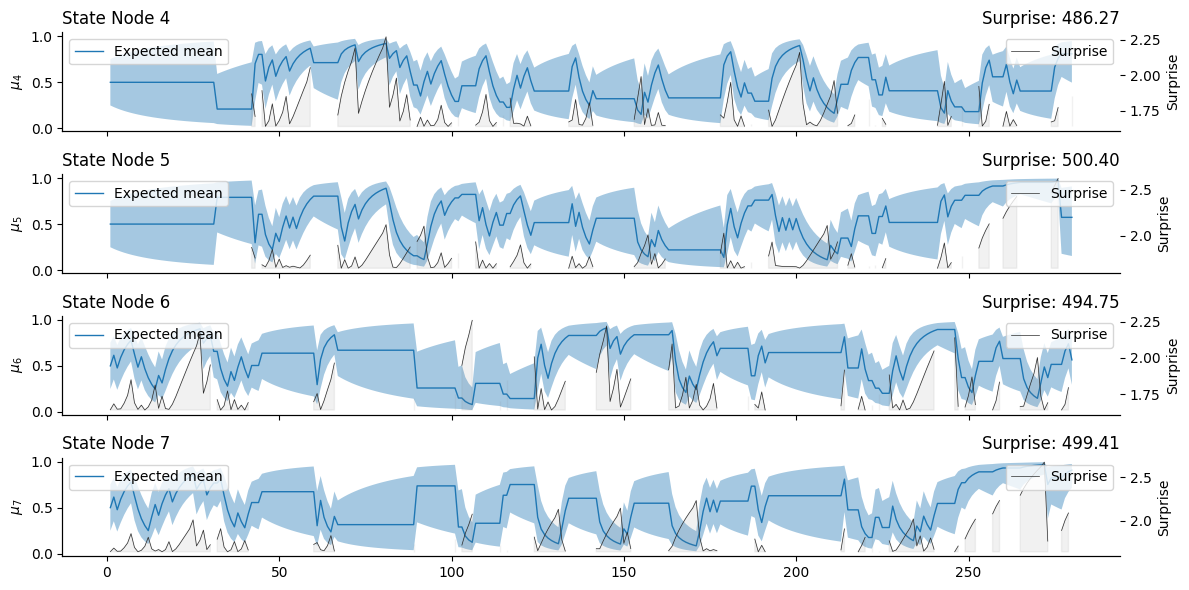 State Node 4 Surprise: 486.27
1.0 Expected mean Surprise 2.25
0.5 2.00
0.0 1.75
μ4 Surprise
State Node 5 Surprise: 500.40
1.0 Expected mean Surprise 2.5
0.5 2.0
0.0
μ5 Surprise
State Node 6 Surprise: 494.75
1.0 Expected mean Surprise 2.25
0.5 2.00
0.0 1.75
μ6 Surprise
State Node 7 Surprise: 499.41
1.0 Expected mean Surprise 2.5
0.5 2.0
0.0
μ7 Surprise
0 50 100 150 200 250